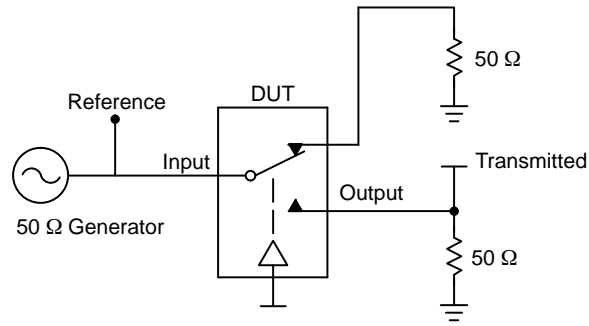 50 Ω
DUT
Reference
Input
Transmitted
Output
50 Ω Generator
50 Ω